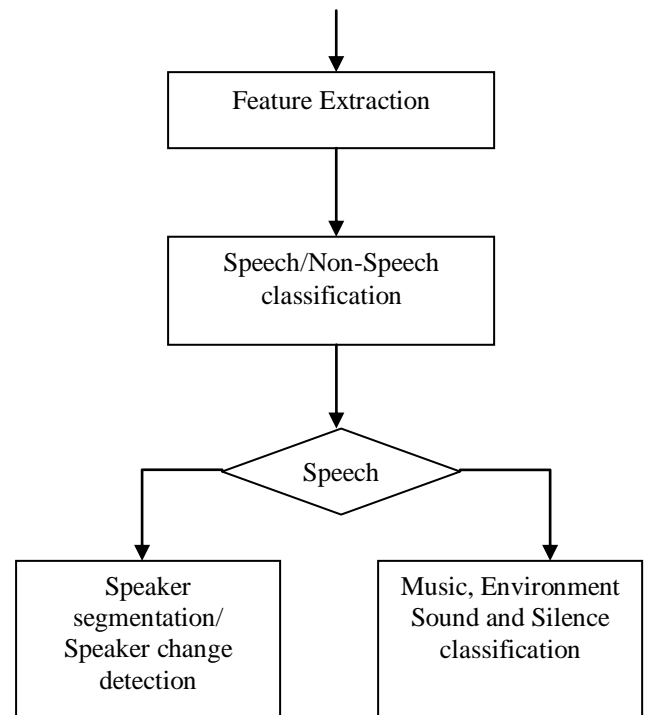 Feature Extraction
Speech/Non-Speech
classification
Speech
Speaker
segmentation/
Speaker change
detection
Music, Environment
Sound and Silence
classification